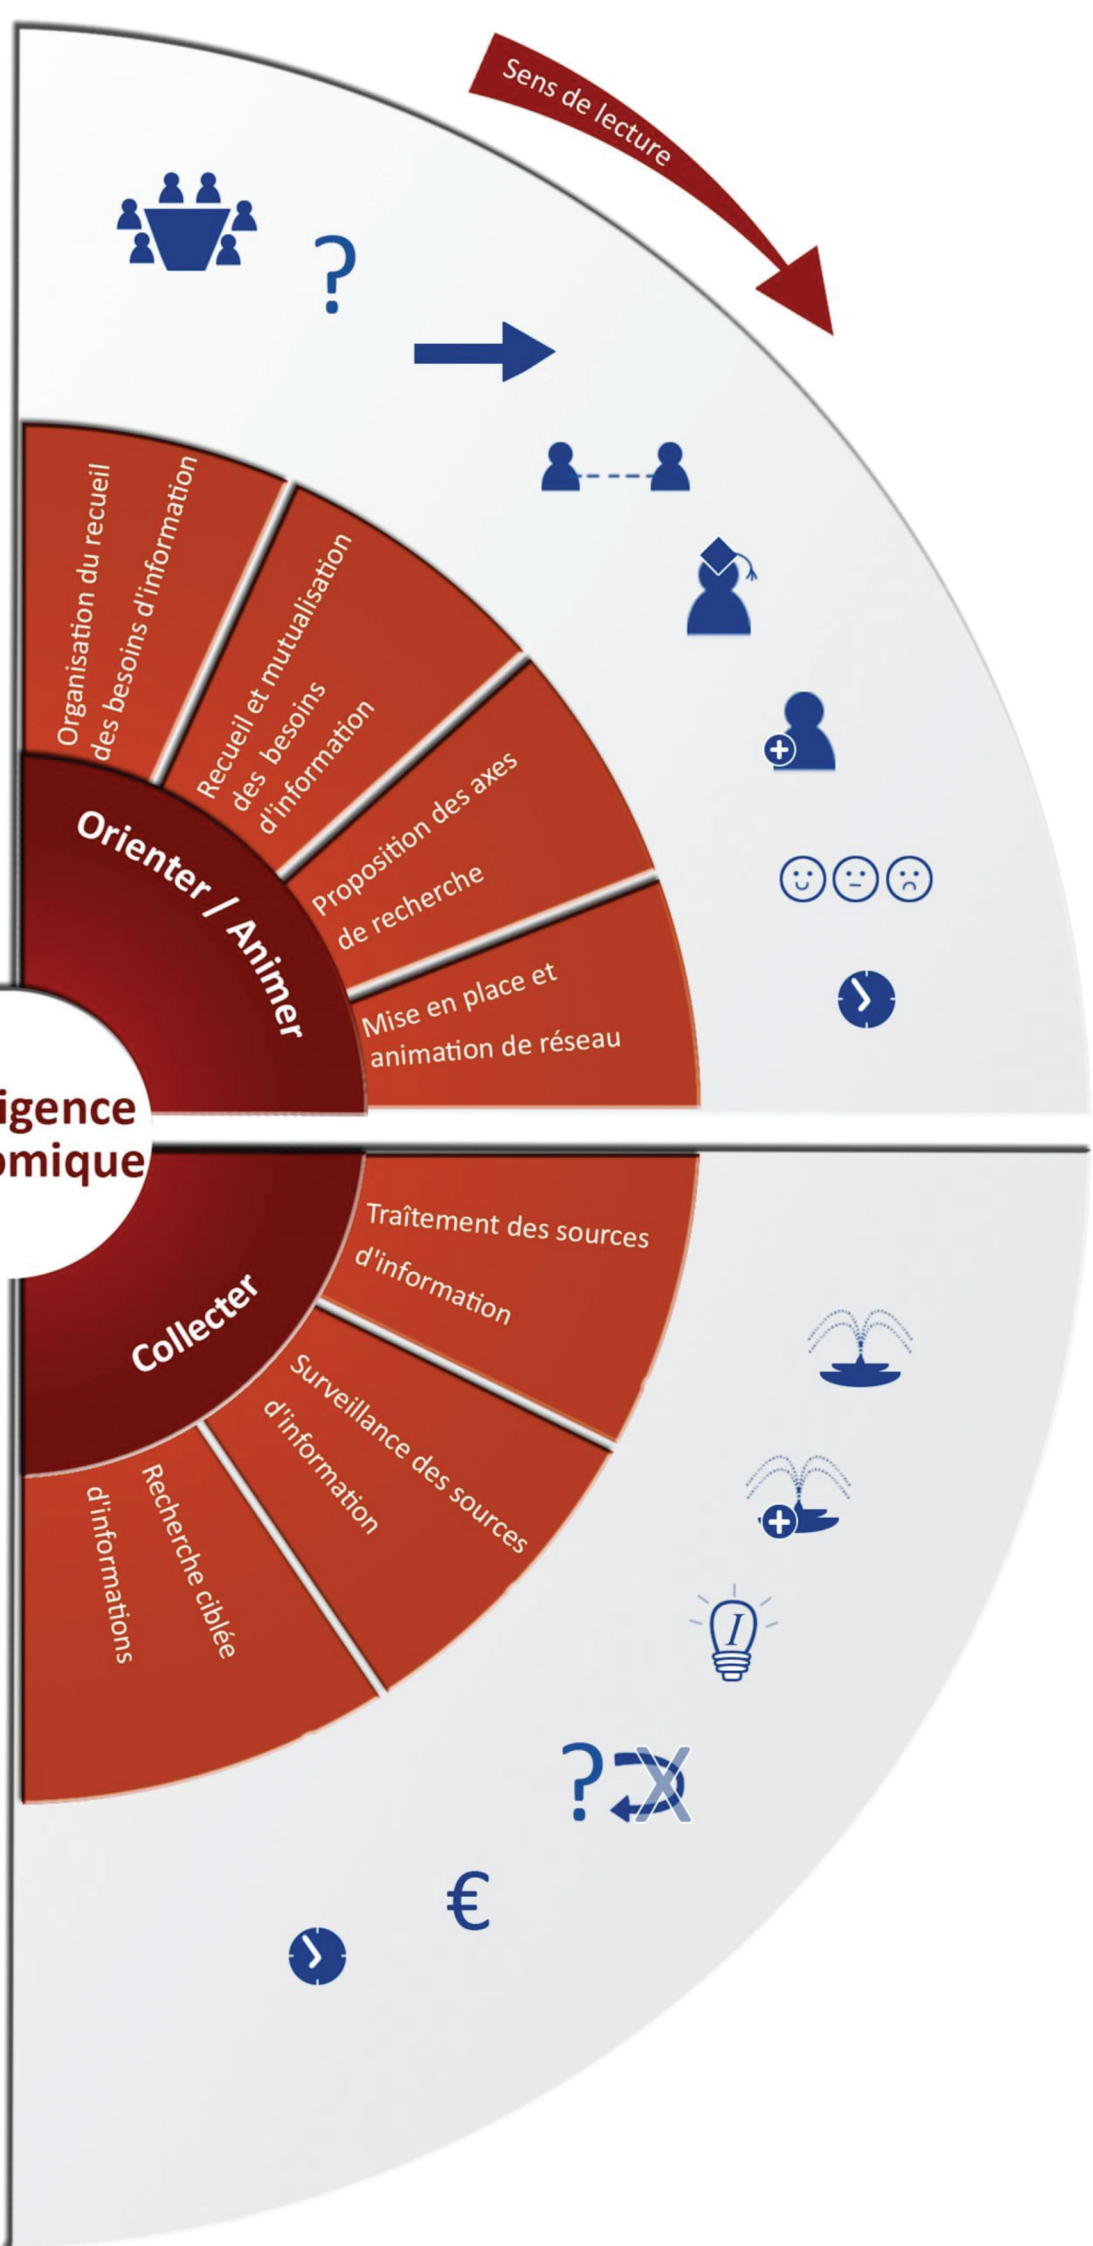 Sens de lecture
?
Organisation du recueil
des besoins d'information
Recueil et mutualisation
des besoins
d'information
Proposition des axes
de recherche
Mise en place et
animation de réseau
Orienter / Animer
igence
omique
Collecter
Traîtement des sources
d'information
Surveillance des sources
d'information
Recherche ciblée
d'informations
I
?
X
€